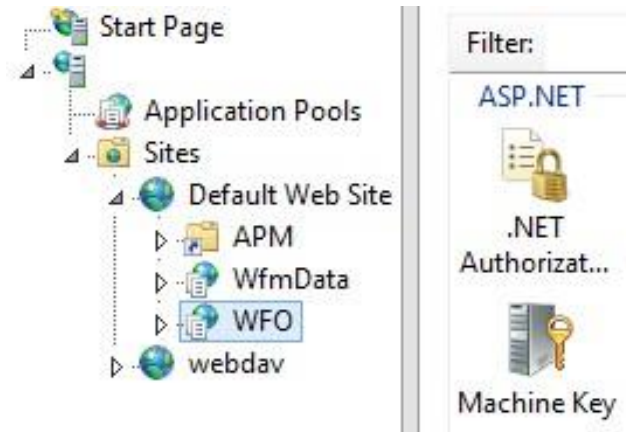 Start Page
Application Pools
Sites
Default Web Site
APM
WfmData
WFO
webdav
Filter:
ASP.NET
.NET
Authorizat...
Machine Key